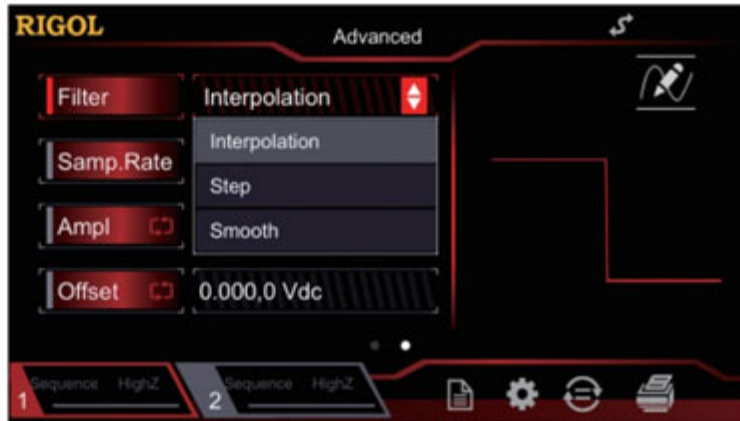 RIGOL
Advanced
Filter
Interpolation
Interpolation
Samp.Rate
Step
Ampl
Smooth
Offset
0.000,0 Vdc
1
Sequence HighZ
2
Sequence HighZ